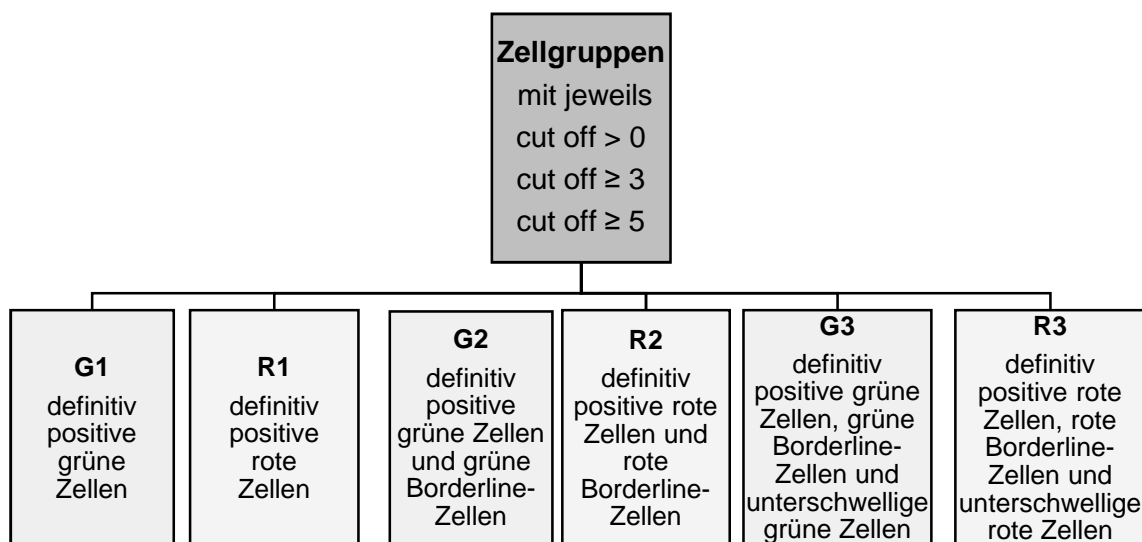 Zellgruppen
mit jeweils
cut off > 0
cut off ≥ 3
cut off ≥ 5
G1
definitiv
positive
grüne
Zellen
R1
definitiv
positive
rote
Zellen
G2
definitiv
positive
grüne Zellen
und grüne
Borderline-
Zellen
R2
definitiv
positive rote
Zellen und
rote
Borderline-
Zellen
G3
definitiv
positive grüne
Zellen, grüne
Borderline-
Zellen und
unterschwellige
grüne Zellen
R3
definitiv
positive rote
Zellen, rote
Borderline-
Zellen und
unterschwellige
rote Zellen